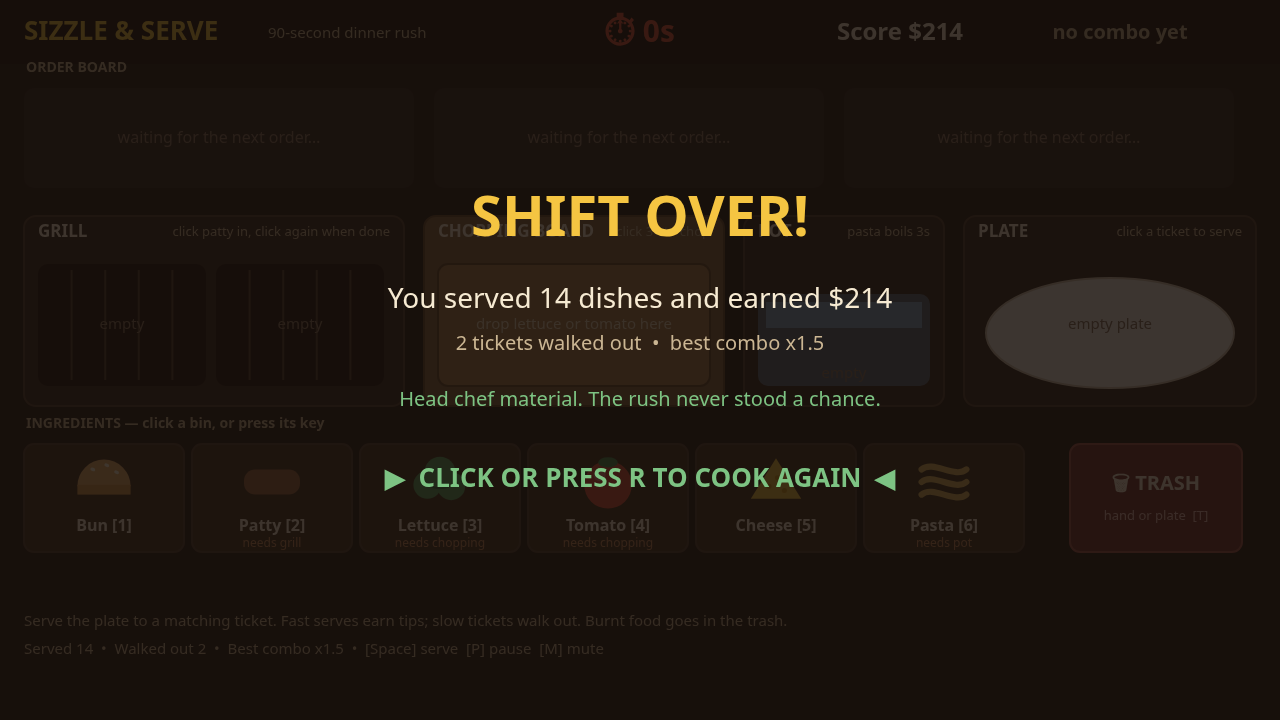 SIZZLE & SERVE 90-second dinner rush 0s Score $214 no combo yet
ORDER BOARD
waiting for the next order... waiting for the next order... waiting for the next order...
SHIFT OVER!
GRILL click patty in, click again when done CHOPPING BOARD pasta boils 3s PLATE click a ticket to serve
You served 14 dishes and earned $214
empty empty drop lettuce or tomato here empty plate
2 tickets walked out • best combo x1.5
empty
Head chef material. The rush never stood a chance.
INGREDIENTS — click a bin, or press its key
▶ CLICK OR PRESS R TO COOK AGAIN ◀
Bun [1] Patty [2] Lettuce [3] Tomato [4] Cheese [5] Pasta [6] TRASH
needs grill needs chopping needs chopping needs pot hand or plate [T]
Serve the plate to a matching ticket. Fast serves earn tips; slow tickets walk out. Burnt food goes in the trash.
Served 14 • Walked out 2 • Best combo x1.5 • [Space] serve [P] pause [M] mute